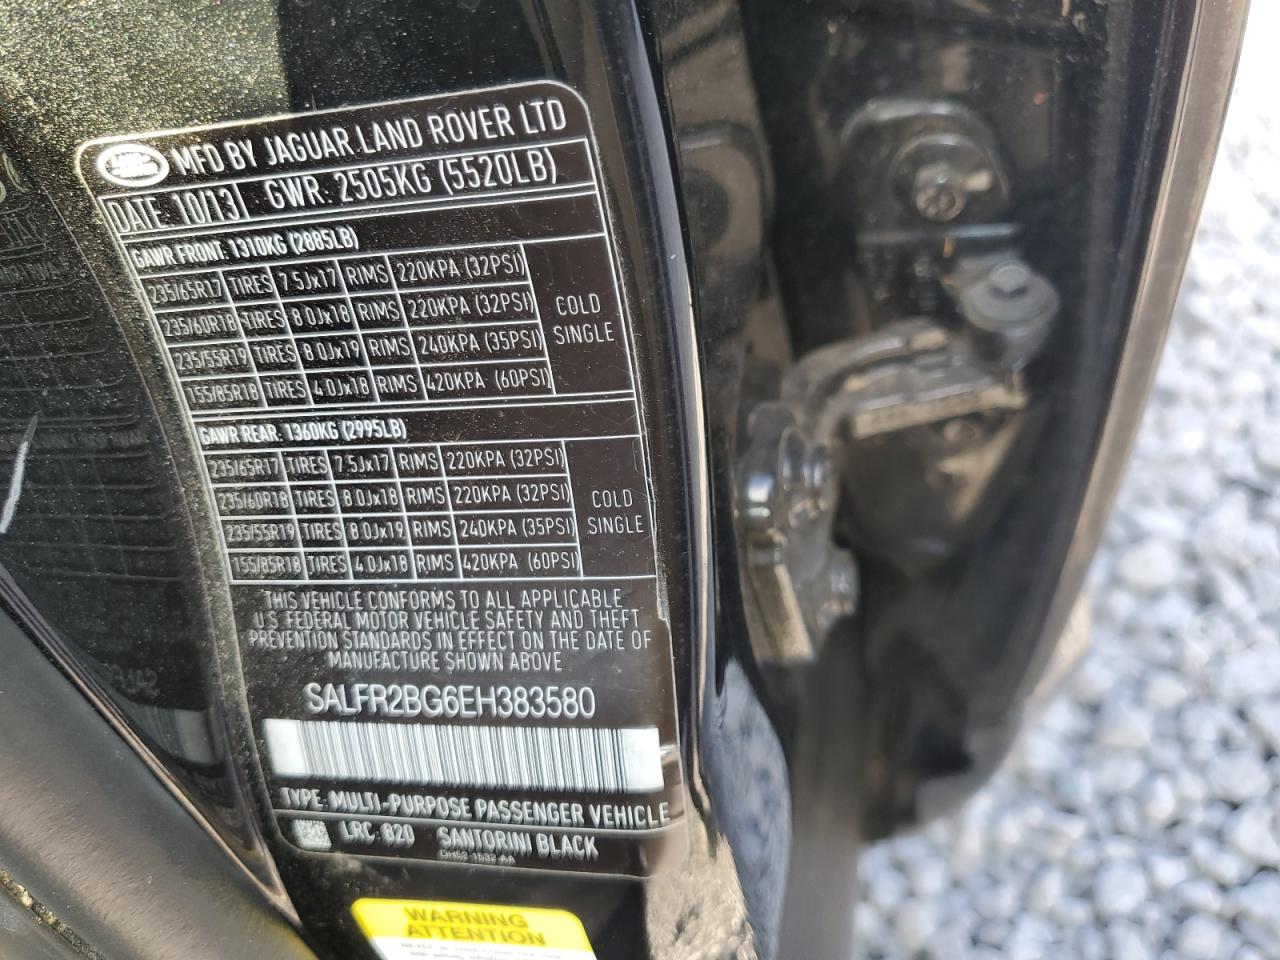 MFD BY JAGUAR LAND ROVER LTD
DATE 10/13 GWR: 2505KG (5520LB)
GAWR FRONT: 1310KG (2885LB)
235/65R17 TIRES 7.5Jx17 RIMS 220KPA (32PSI)
235/60R18 TIRES 8.0Jx18 RIMS 220KPA (32PSI)
235/55R19 TIRES 8.0Jx19 RIMS 240KPA (35PSI)
155/85R18 TIRES 4.0Jx18 RIMS 420KPA (60PSI)
COLD
SINGLE
GAWR REAR: 1360KG (2995LB)
235/65R17 TIRES 7.5Jx17 RIMS 220KPA (32PSI)
235/60R18 TIRES 8.0Jx18 RIMS 220KPA (32PSI)
235/55R19 TIRES 8.0Jx19 RIMS 240KPA (35PSI)
155/85R18 TIRES 4.0Jx18 RIMS 420KPA (60PSI)
COLD
SINGLE
THIS VEHICLE CONFORMS TO ALL APPLICABLE
U.S. FEDERAL MOTOR VEHICLE SAFETY AND THEFT
PREVENTION STANDARDS IN EFFECT ON THE DATE OF
MANUFACTURE SHOWN ABOVE
SALFR2BG6EH383580
TYPE: MULTI-PURPOSE PASSENGER VEHICLE
LRC: 820 SANTORINI BLACK
WARNING
ATTENTION